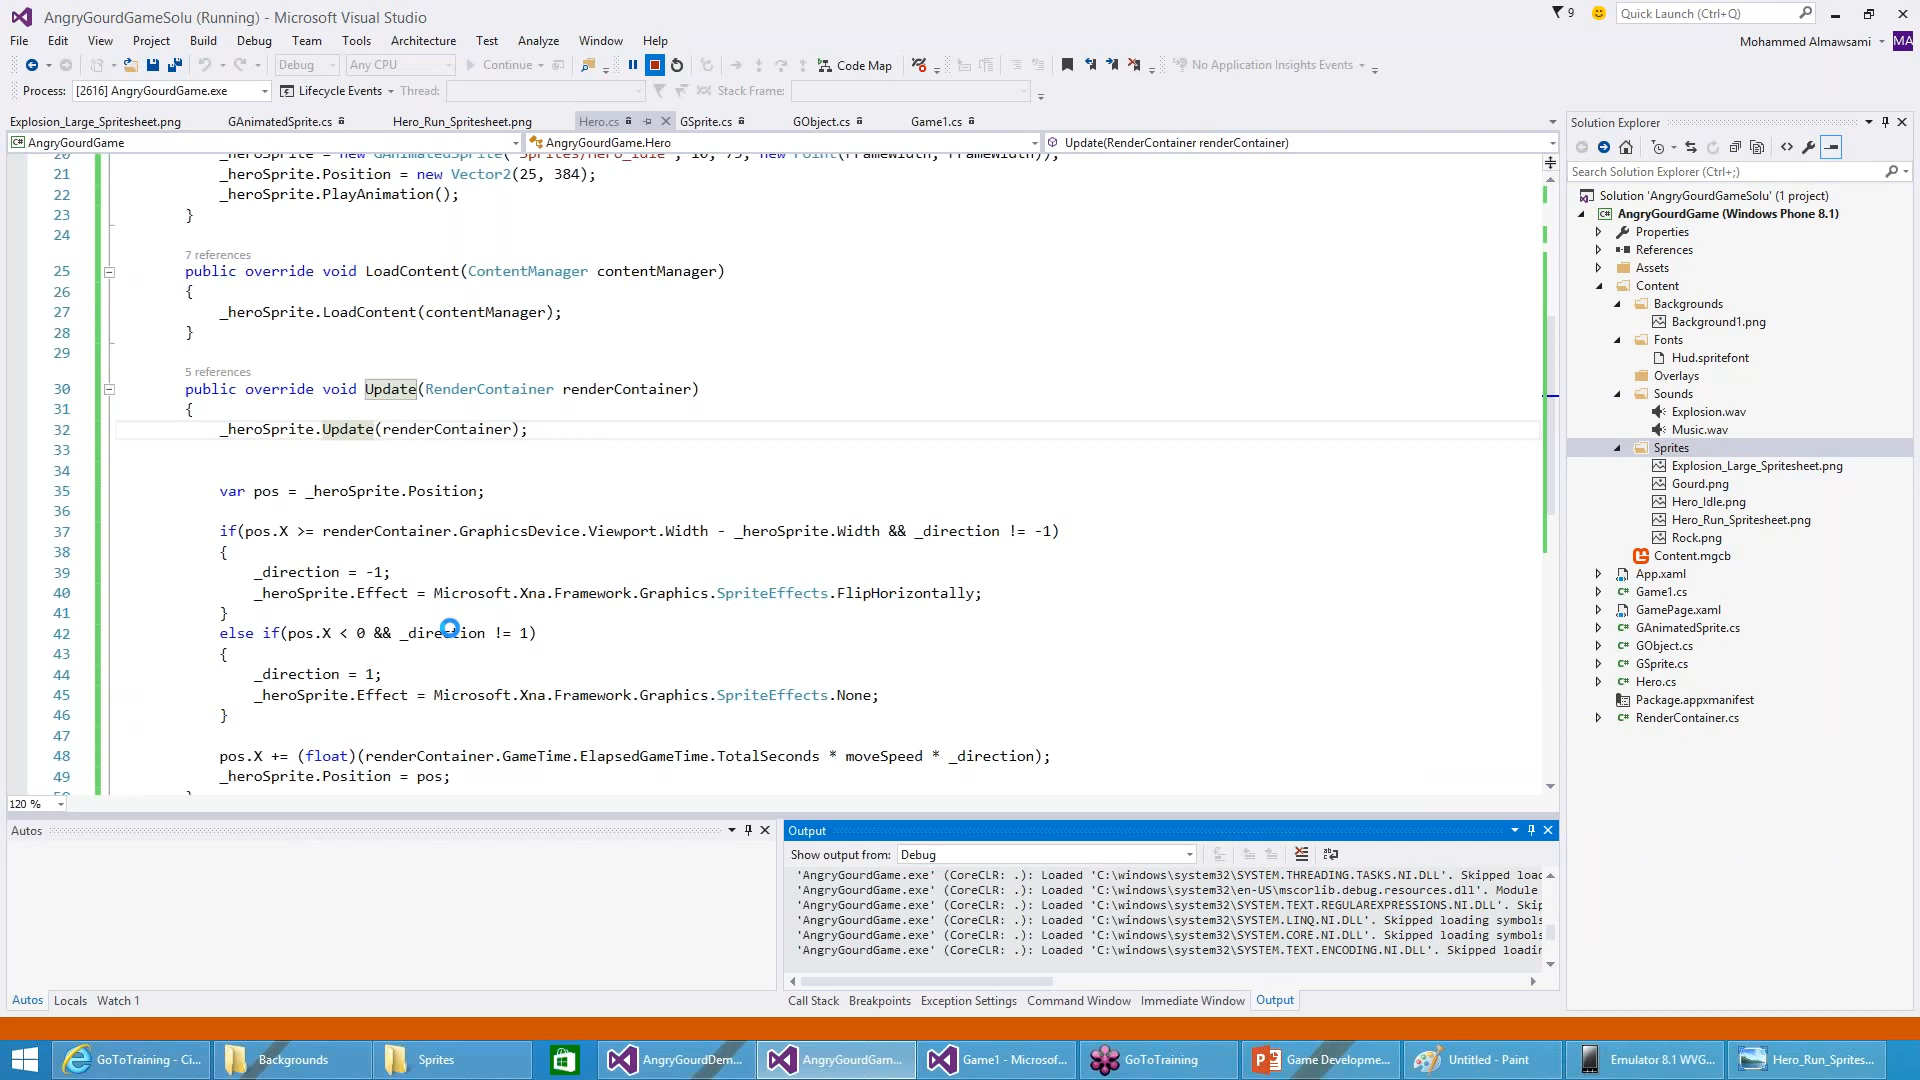 AngryGourdGameSolu (Running) - Microsoft Visual Studio
9
Quick Launch (Ctrl+Q)
File Edit View Project Build Debug Team Tools Architecture Test Analyze Window Help
Mohammed Almawsami
MA
Debug Any CPU Continue Code Map No Application Insights Events
Process: [2616] AngryGourdGame.exe Lifecycle Events Thread: Stack Frame:
Explosion_Large_Spritesheet.png GAnimatedSprite.cs Hero_Run_Spritesheet.png Hero.cs GSprite.cs GObject.cs Game1.cs
AngryGourdGame AngryGourdGame.Hero Update(RenderContainer renderContainer)
20 _heroSprite = new GAnimatedSprite("Sprites/Hero_Idle", 10, 75, new Point(frameWidth, frameWidth));
21 _heroSprite.Position = new Vector2(25, 384);
22 _heroSprite.PlayAnimation();
23 }
24
7 references
25 public override void LoadContent(ContentManager contentManager)
26 {
27 _heroSprite.LoadContent(contentManager);
28 }
29
5 references
30 public override void Update(RenderContainer renderContainer)
31 {
32 _heroSprite.Update(renderContainer);
33
34
35 var pos = _heroSprite.Position;
36
37 if(pos.X >= renderContainer.GraphicsDevice.Viewport.Width - _heroSprite.Width && _direction != -1)
38 {
39 _direction = -1;
40 _heroSprite.Effect = Microsoft.Xna.Framework.Graphics.SpriteEffects.FlipHorizontally;
41 }
42 else if(pos.X < 0 && _direction != 1)
43 {
44 _direction = 1;
45 _heroSprite.Effect = Microsoft.Xna.Framework.Graphics.SpriteEffects.None;
46 }
47
48 pos.X += (float)(renderContainer.GameTime.ElapsedGameTime.TotalSeconds * moveSpeed * _direction);
49 _heroSprite.Position = pos;
120 %
Solution Explorer
Search Solution Explorer (Ctrl+;)
Solution 'AngryGourdGameSolu' (1 project)
AngryGourdGame (Windows Phone 8.1)
Properties
References
Assets
Content
Backgrounds
Background1.png
Fonts
Hud.spritefont
Overlays
Sounds
Explosion.wav
Music.wav
Sprites
Explosion_Large_Spritesheet.png
Gourd.png
Hero_Idle.png
Hero_Run_Spritesheet.png
Rock.png
Content.mgcb
App.xaml
Game1.cs
GamePage.xaml
GAnimatedSprite.cs
GObject.cs
GSprite.cs
Hero.cs
Package.appxmanifest
RenderContainer.cs
Autos
Autos Locals Watch 1
Output
Show output from: Debug
'AngryGourdGame.exe' (CoreCLR: .): Loaded 'C:\windows\system32\SYSTEM.THREADING.TASKS.NI.DLL'. Skipped load
'AngryGourdGame.exe' (CoreCLR: .): Loaded 'C:\windows\system32\en-US\mscorlib.debug.resources.dll'. Module
'AngryGourdGame.exe' (CoreCLR: .): Loaded 'C:\windows\system32\SYSTEM.TEXT.REGULAREXPRESSIONS.NI.DLL'. Skip
'AngryGourdGame.exe' (CoreCLR: .): Loaded 'C:\windows\system32\SYSTEM.LINQ.NI.DLL'. Skipped loading symbols
'AngryGourdGame.exe' (CoreCLR: .): Loaded 'C:\windows\system32\SYSTEM.CORE.NI.DLL'. Skipped loading symbols
'AngryGourdGame.exe' (CoreCLR: .): Loaded 'C:\windows\system32\SYSTEM.TEXT.ENCODING.NI.DLL'. Skipped loadin
Call Stack Breakpoints Exception Settings Command Window Immediate Window Output
GoToTraining - Ci... Backgrounds Sprites AngryGourdDem... AngryGourdGam... Game1 - Microsof... GoToTraining Game Developme... Untitled - Paint Emulator 8.1 WVG... Hero_Run_Sprites...